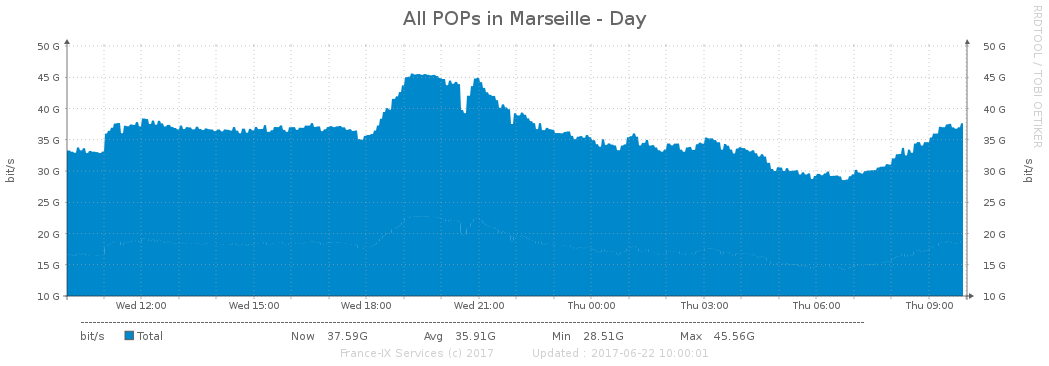 All POPs in Marseille - Day
RRDTOOL / TOBI OETIKER
50 G 50 G
45 G 45 G
40 G 40 G
35 G 35 G
30 G 30 G
25 G 25 G
20 G 20 G
15 G 15 G
10 G 10 G
bit/s bit/s
Wed 12:00 Wed 15:00 Wed 18:00 Wed 21:00 Thu 00:00 Thu 03:00 Thu 06:00 Thu 09:00
bit/s Total Now 37.59G Avg 35.91G Min 28.51G Max 45.56G
France-IX Services (c) 2017 Updated : 2017-06-22 10:00:01